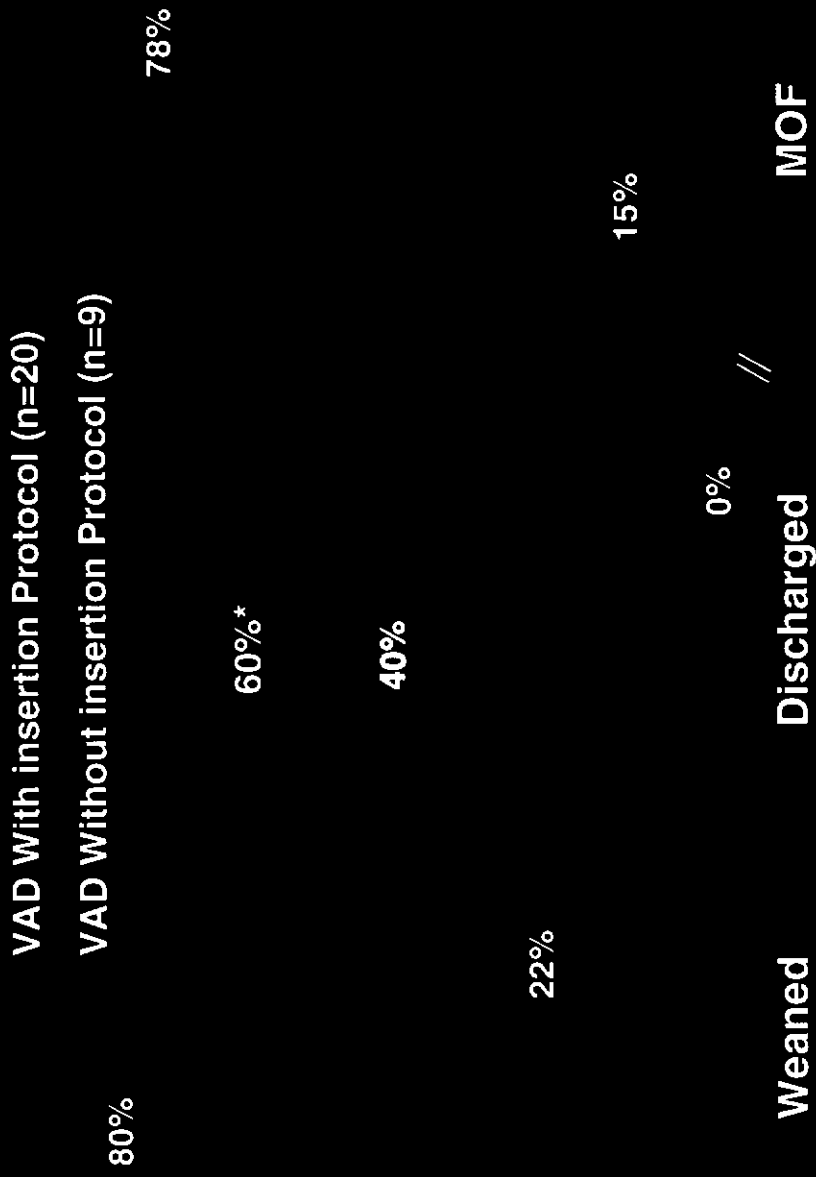 VAD With insertion Protocol (n=20)
VAD Without insertion Protocol (n=9)
80%
22%
60%*
40%
0%
15%
78%
Weaned
Discharged
//
MOF